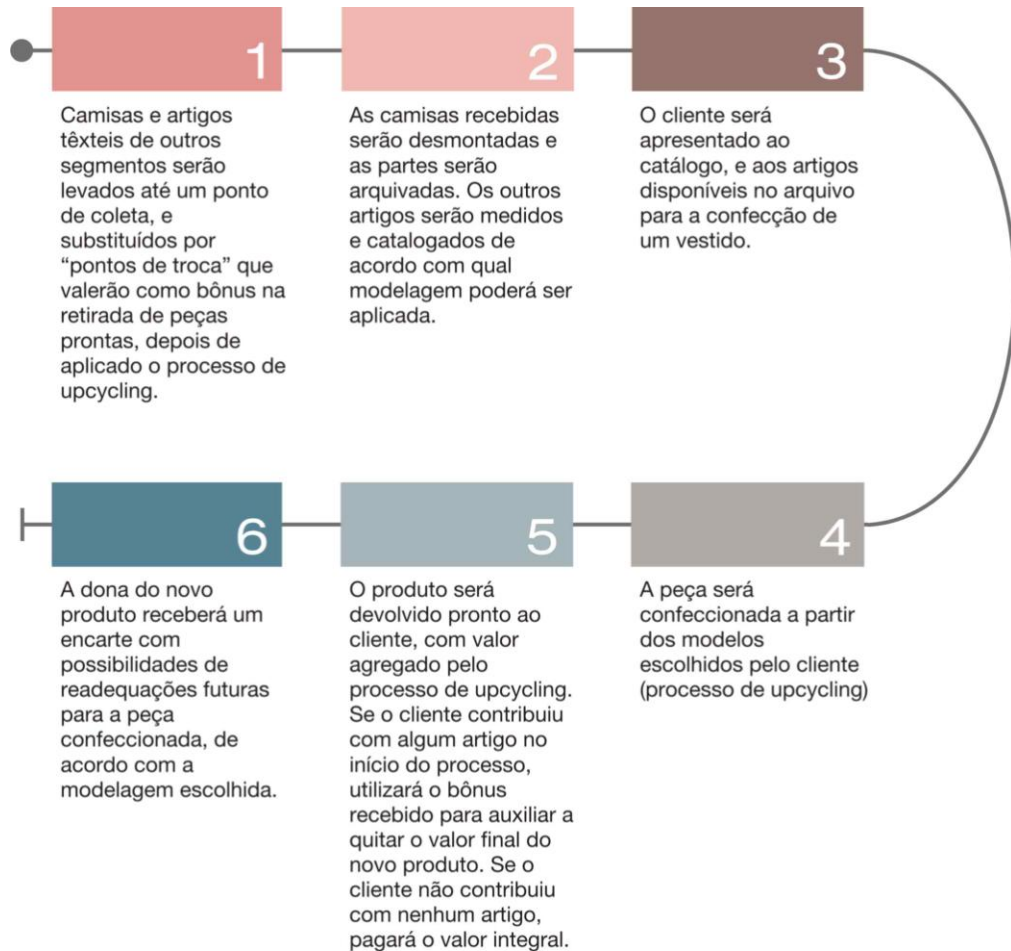 1
Camisas e artigos
têxteis de outros
segmentos serão
levados até um ponto
de coleta, e
substituídos por
“pontos de troca” que
valerão como bônus na
retirada de peças
prontas, depois de
aplicado o processo de
upcycling.
2
As camisas recebidas
serão desmontadas e
as partes serão
arquivadas. Os outros
artigos serão medidos
e catalogados de
acordo com qual
modelagem poderá ser
aplicada.
3
O cliente será
apresentado ao
catálogo, e aos artigos
disponíveis no arquivo
para a confecção de
um vestido.
4
A peça será
confeccionada a partir
dos modelos
escolhidos pelo cliente
(processo de upcycling)
5
O produto será
devolvido pronto ao
cliente, com valor
agregado pelo
processo de upcycling.
Se o cliente contribuiu
com algum artigo no
início do processo,
utilizará o bônus
recebido para auxiliar a
quitar o valor final do
novo produto. Se o
cliente não contribuiu
com nenhum artigo,
pagará o valor integral.
6
A dona do novo
produto receberá um
encarte com
possibilidades de
readequações futuras
para a peça
confeccionada, de
acordo com a
modelagem escolhida.